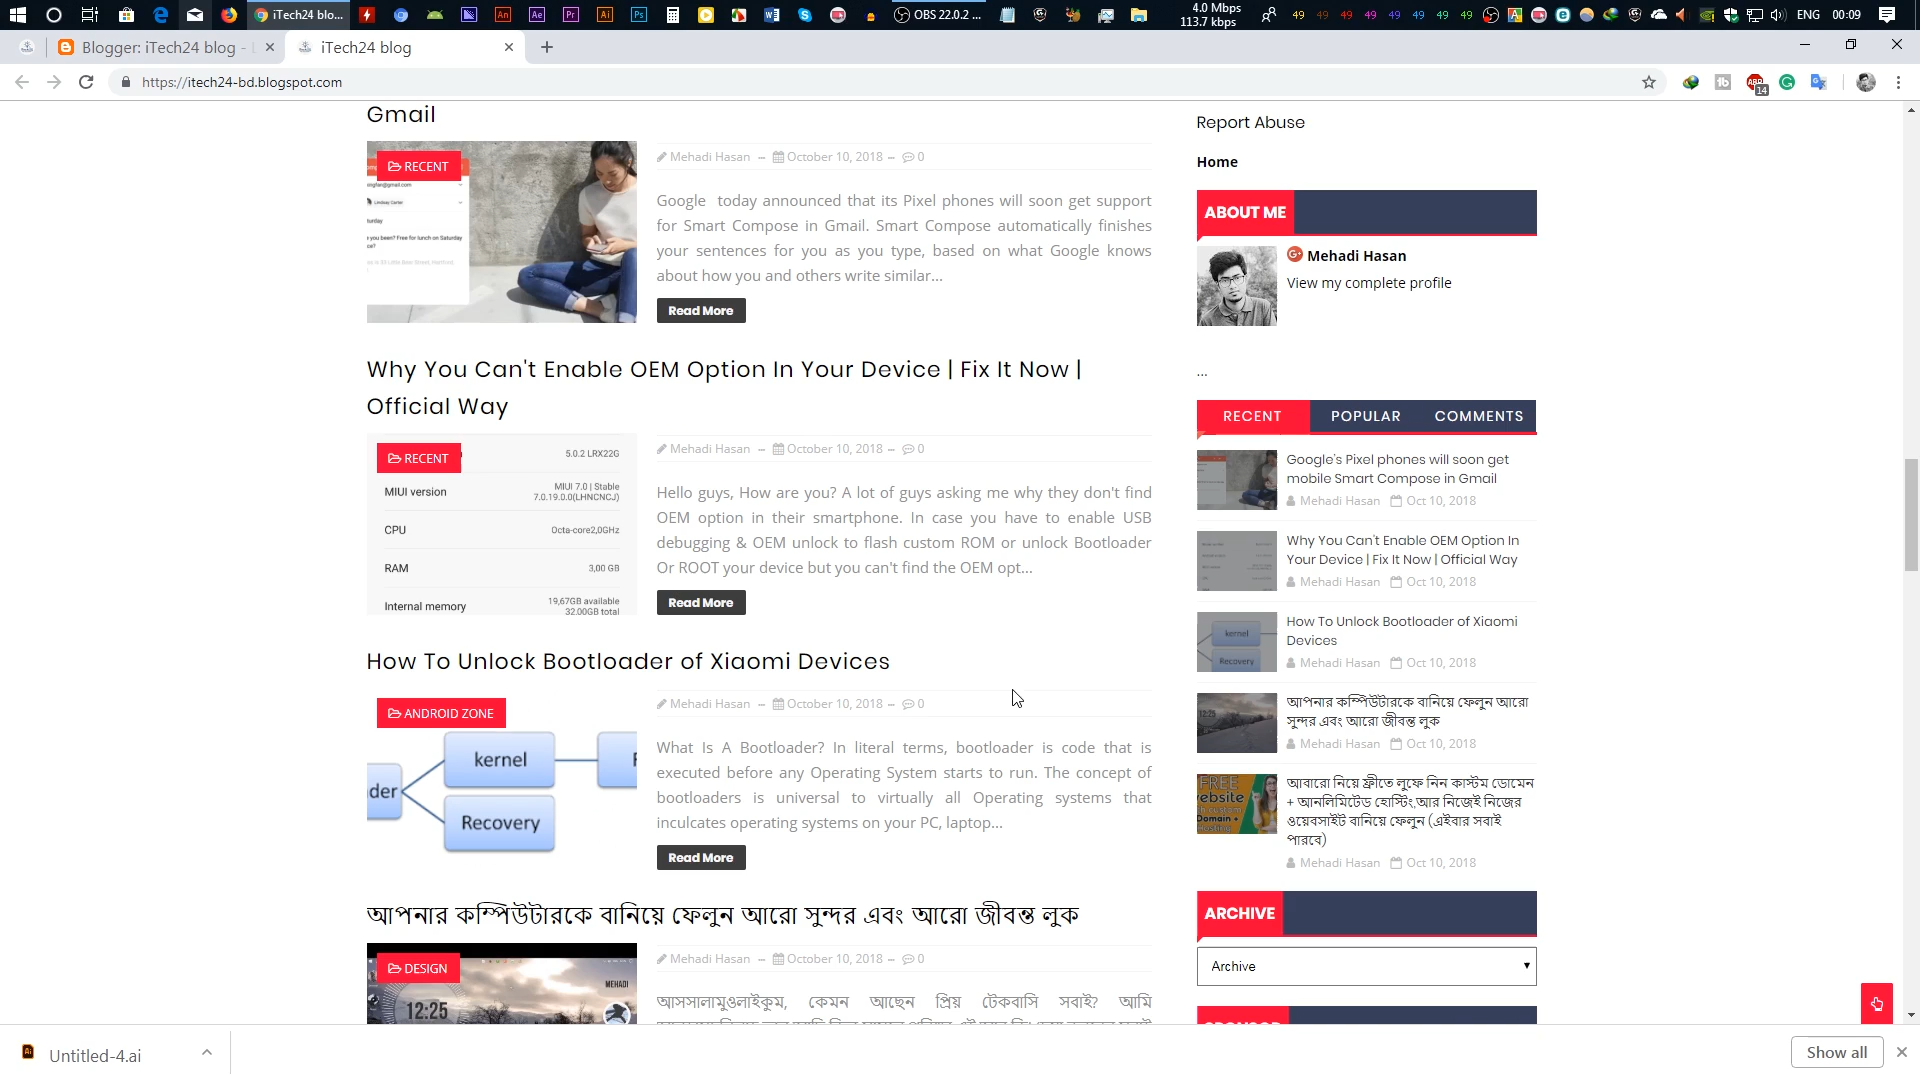 iTech24 blo...
OBS 22.0.2 ...
4.0 Mbps
113.7 kbps
49 49 49 49 49 49 49 49
ENG 00:09
Blogger: iTech24 blog -
iTech24 blog
https://itech24-bd.blogspot.com
14
Gmail
RECENT
Mehadi Hasan – October 10, 2018 – 0
Google today announced that its Pixel phones will soon get support
for Smart Compose in Gmail. Smart Compose automatically finishes
your sentences for you as you type, based on what Google knows
about how you and others write similar...
Read More
Why You Can't Enable OEM Option In Your Device | Fix It Now |
Official Way
RECENT
5.0.2 LRX22G
MIUI version
MIUI 7.0 | Stable
7.0.19.0.0(LHNCNCJ)
CPU
Octa-core2,0GHz
RAM
3,00 GB
Internal memory
19,67GB available
32.00GB total
Mehadi Hasan – October 10, 2018 – 0
Hello guys, How are you? A lot of guys asking me why they don't find
OEM option in their smartphone. In case you have to enable USB
debugging & OEM unlock to flash custom ROM or unlock Bootloader
Or ROOT your device but you can't find the OEM opt...
Read More
How To Unlock Bootloader of Xiaomi Devices
ANDROID ZONE
kernel
der
Recovery
Mehadi Hasan – October 10, 2018 – 0
What Is A Bootloader? In literal terms, bootloader is code that is
executed before any Operating System starts to run. The concept of
bootloaders is universal to virtually all Operating systems that
inculcates operating systems on your PC, laptop...
Read More
আপনার কম্পিউটারকে বানিয়ে ফেলুন আরো সুন্দর এবং আরো জীবন্ত লুক
DESIGN
MEHADI
12:25
Mehadi Hasan – October 10, 2018 – 0
আসসালামুওলাইকুম, কেমন আছেন প্রিয় টেকবাসি সবাই? আমি
Report Abuse
Home
ABOUT ME
Mehadi Hasan
View my complete profile
...
RECENT POPULAR COMMENTS
Google's Pixel phones will soon get
mobile Smart Compose in Gmail
Mehadi Hasan Oct 10, 2018
Why You Can't Enable OEM Option In
Your Device | Fix It Now | Official Way
Mehadi Hasan Oct 10, 2018
kernel
Recovery
How To Unlock Bootloader of Xiaomi
Devices
Mehadi Hasan Oct 10, 2018
12:25
আপনার কম্পিউটারকে বানিয়ে ফেলুন আরো
সুন্দর এবং আরো জীবন্ত লুক
Mehadi Hasan Oct 10, 2018
FREE
website
Domain +
আবারো নিয়ে ফ্রীতে লুফে নিন কাস্টম ডোমেন
+ আনলিমিটেড হোস্টিং,আর নিজেই নিজের
ওয়েবসাইট বানিয়ে ফেলুন (এইবার সবাই
পারবে)
Mehadi Hasan Oct 10, 2018
ARCHIVE
Archive
Untitled-4.ai
Show all